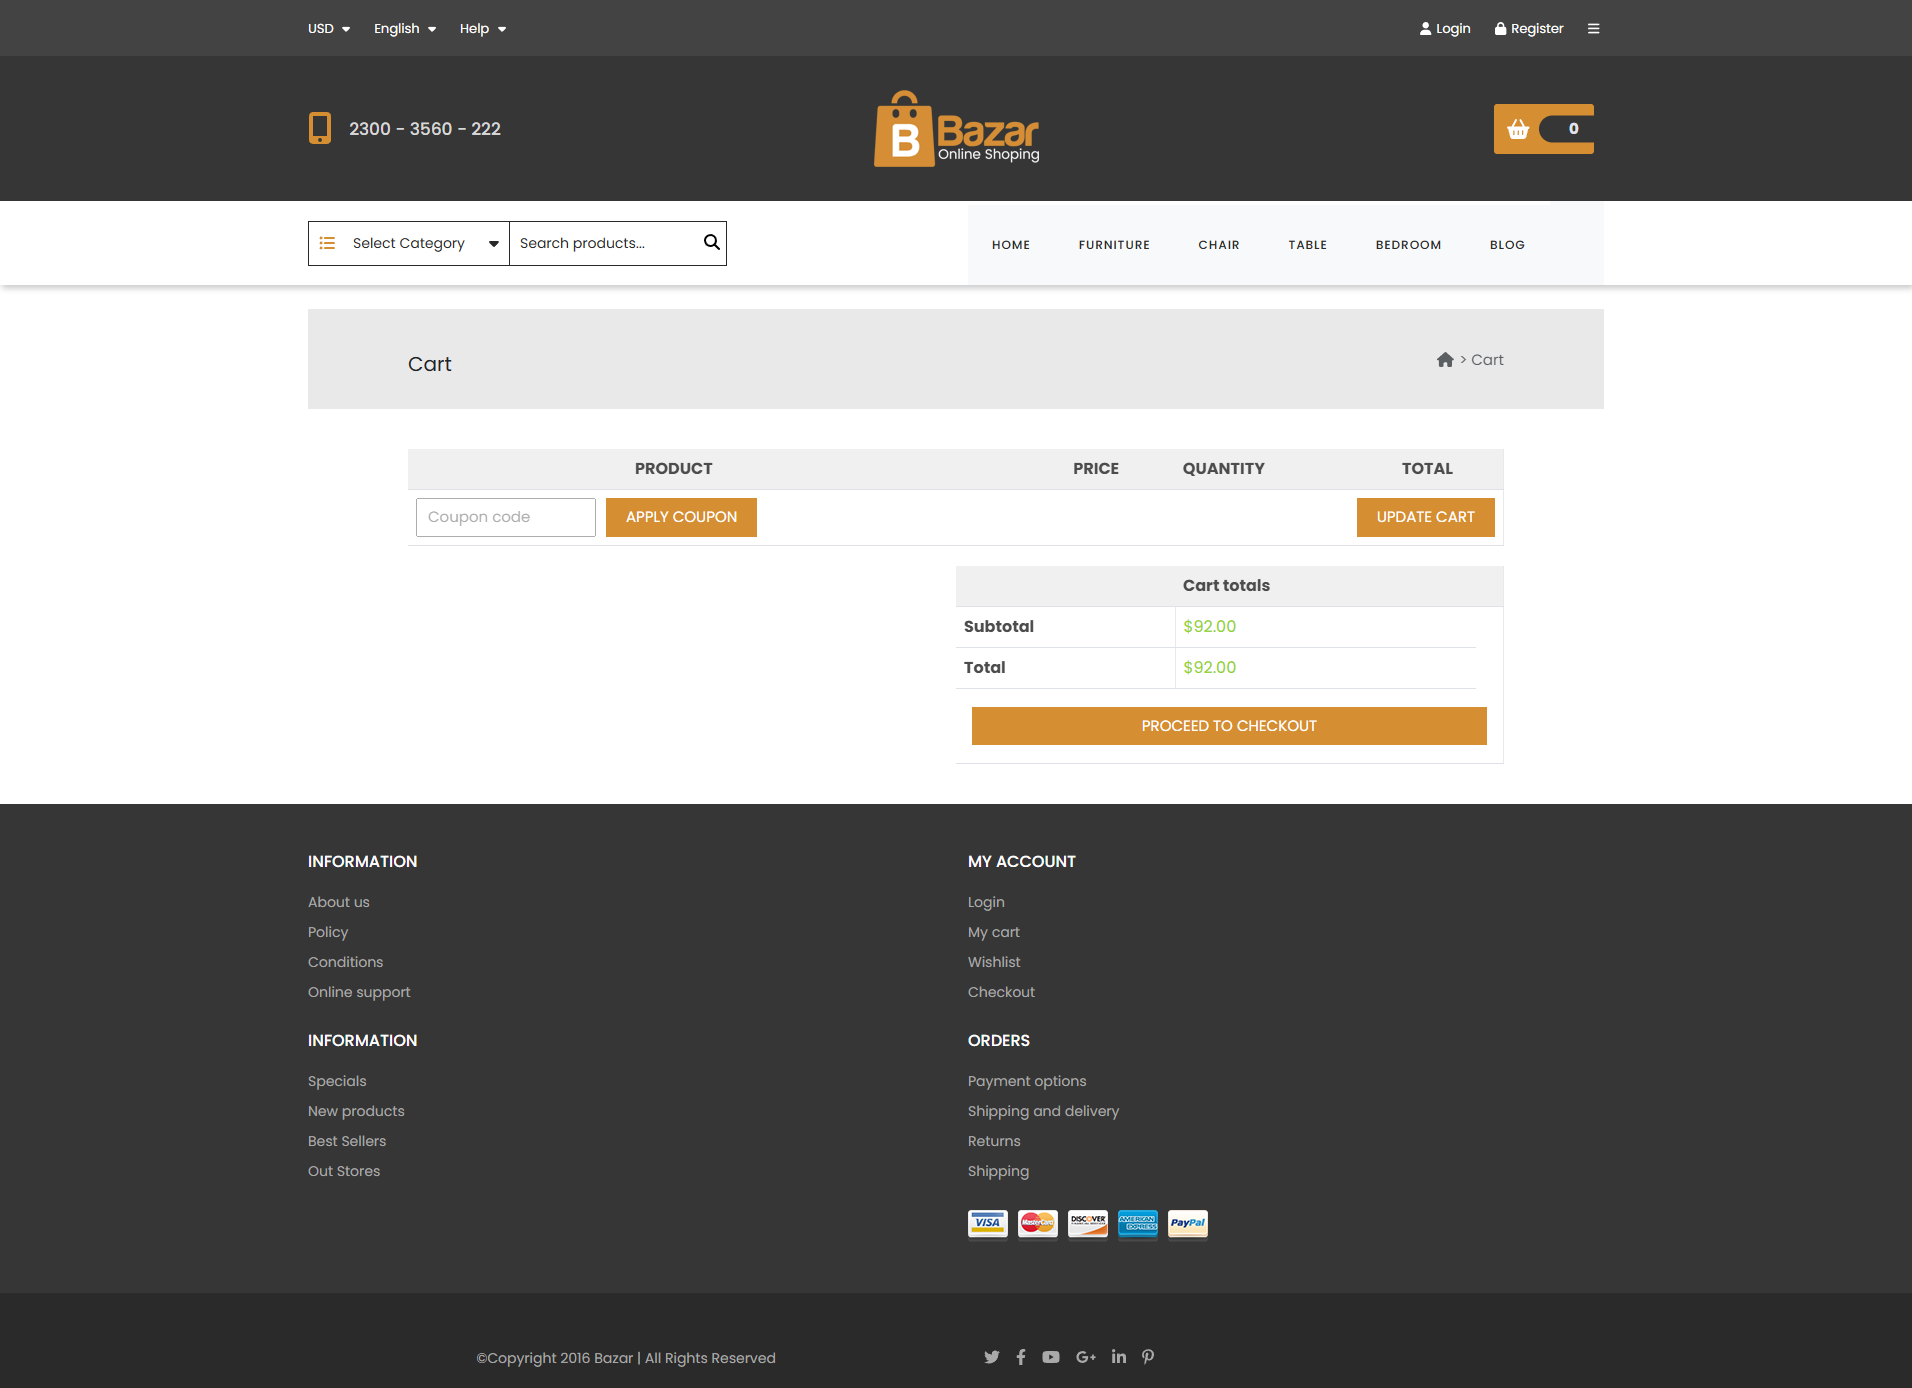 USD English Help Login Register
2300 - 3560 - 222
B Bazar
Online Shoping
0
Select Category Search products...
HOME FURNITURE CHAIR TABLE BEDROOM BLOG
Cart
> Cart
PRODUCT PRICE QUANTITY TOTAL
Coupon code APPLY COUPON UPDATE CART
Cart totals
Subtotal $92.00
Total $92.00
PROCEED TO CHECKOUT
INFORMATION
About us
Policy
Conditions
Online support
MY ACCOUNT
Login
My cart
Wishlist
Checkout
INFORMATION
Specials
New products
Best Sellers
Out Stores
ORDERS
Payment options
Shipping and delivery
Returns
Shipping
VISA MasterCard DISCOVER AMERICAN EXPRESS PayPal
©Copyright 2016 Bazar | All Rights Reserved